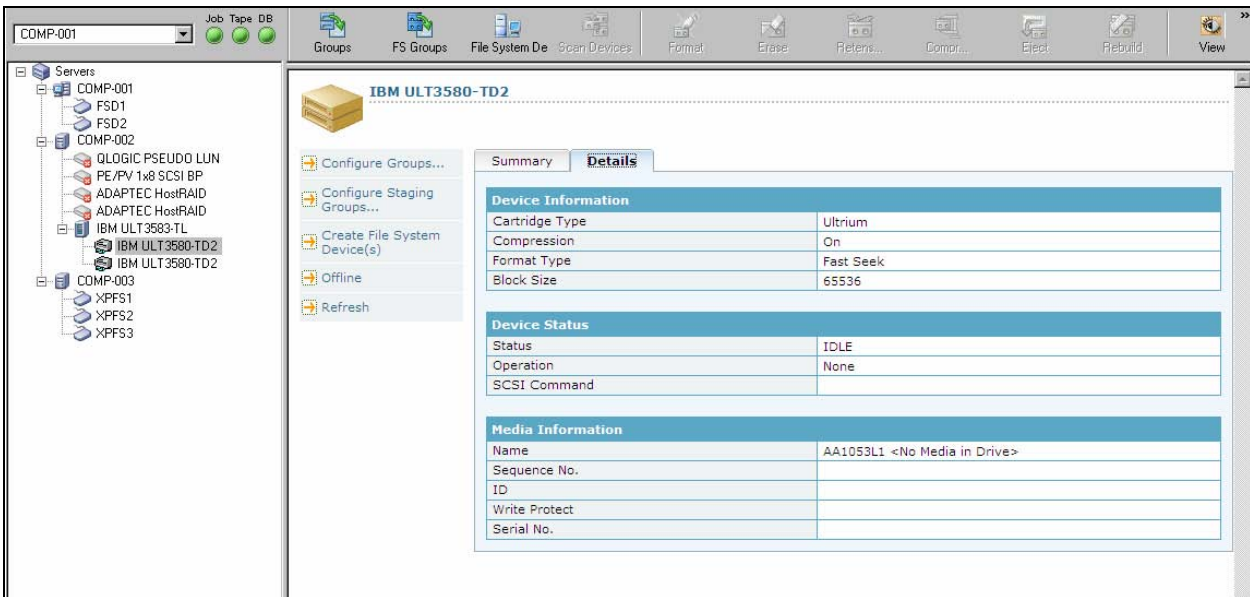 Job Tape DB
COMP-001
Groups FS Groups File System De Scan Devices Format Erase Retens... Compr... Eject Rebuild View
»
Servers
COMP-001
FSD1
FSD2
COMP-002
QLOGIC PSEUDO LUN
PE/PV 1x8 SCSI BP
ADAPTEC HostRAID
ADAPTEC HostRAID
IBM ULT3583-TL
IBM ULT3580-TD2
IBM ULT3580-TD2
COMP-003
XPFS1
XPFS2
XPFS3
IBM ULT3580-TD2
Configure Groups...
Configure Staging
Groups...
Create File System
Device(s)
Offline
Refresh
Summary Details
Device Information
Cartridge Type Ultrium
Compression On
Format Type Fast Seek
Block Size 65536
Device Status
Status IDLE
Operation None
SCSI Command
Media Information
Name AA1053L1 <No Media in Drive>
Sequence No.
ID
Write Protect
Serial No.